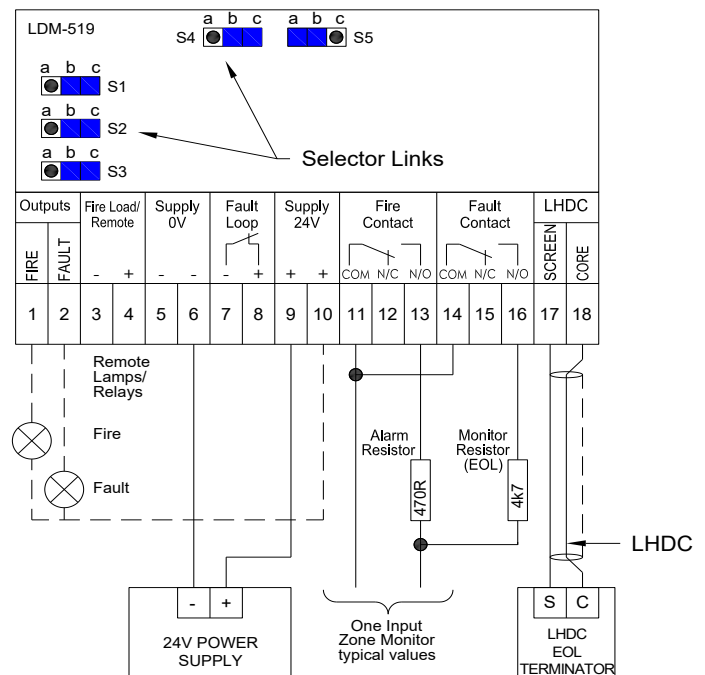 LDM-519
a b c
S4
a b c
S5
a b c
S1
a b c
S2
a b c
S3
Selector Links
Outputs
Fire Load/
Remote
Supply
0V
Fault
Loop
Supply
24V
Fire
Contact
Fault
Contact
LHDC
FIRE
FAULT
- +
- -
- +
+ +
COM N/C N/O
COM N/C N/O
SCREEN
CORE
1 2 3 4 5 6 7 8 9 10 11 12 13 14 15 16 17 18
Remote
Lamps/
Relays
Fire
Fault
Alarm
Resistor
470R
Monitor
Resistor
(EOL)
4k7
LHDC
- +
24V POWER
SUPPLY
One Input
Zone Monitor
typical values
S C
LHDC
EOL
TERMINATOR